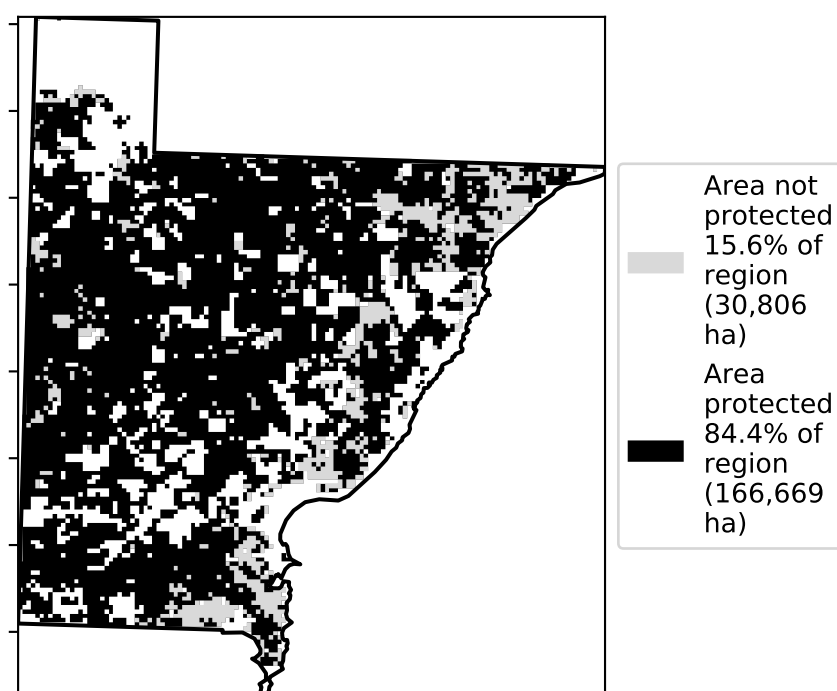 Area not
protected
15.6% of
region
(30,806
ha)
Area
protected
84.4% of
region
(166,669
ha)